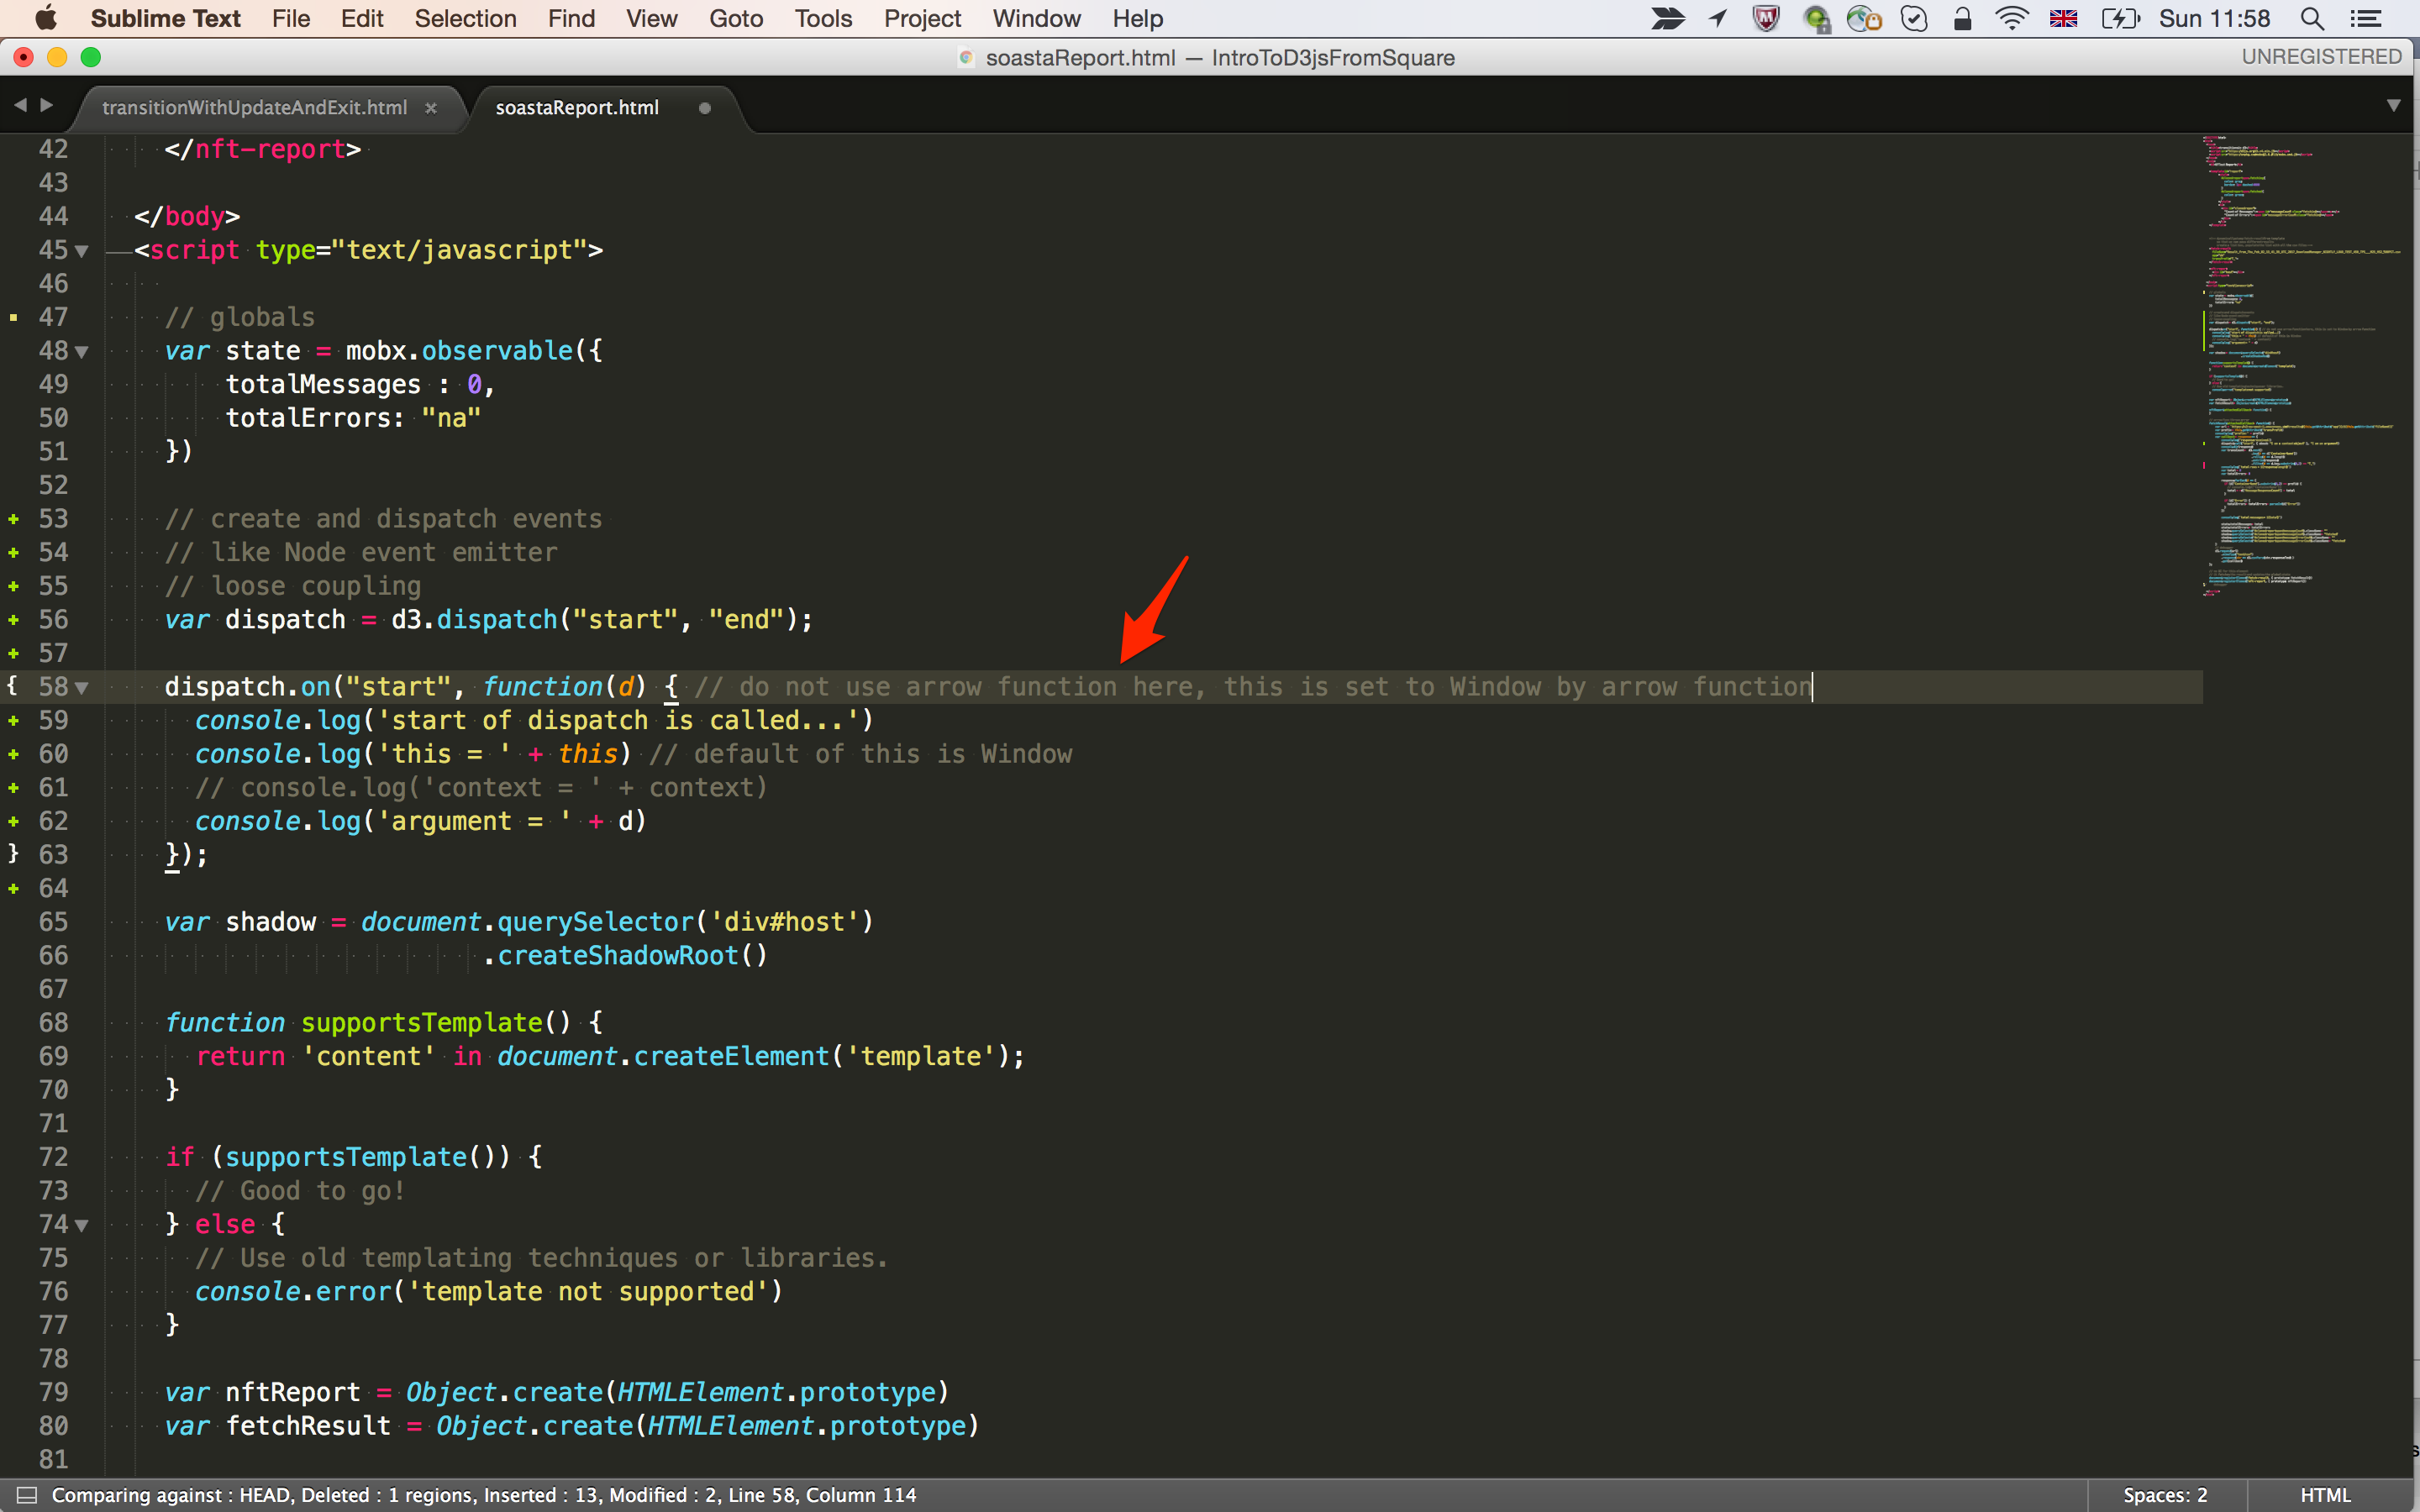 Sublime Text File Edit Selection Find View Goto Tools Project Window Help Sun 11:58
soastaReport.html — IntroToD3jsFromSquare UNREGISTERED
transitionWithUpdateAndExit.html × soastaReport.html
42 </nft-report>
43
44 </body>
45 <script type="text/javascript">
46
47 // globals
48 var state = mobx.observable({
49 totalMessages : 0,
50 totalErrors: "na"
51 })
52
53 // create and dispatch events
54 // like Node event emitter
55 // loose coupling
56 var dispatch = d3.dispatch("start", "end");
57
58 dispatch.on("start", function(d) { // do not use arrow function here, this is set to Window by arrow function
59 console.log('start of dispatch is called...')
60 console.log('this = ' + this) // default of this is Window
61 // console.log('context = ' + context)
62 console.log('argument = ' + d)
63 });
64
65 var shadow = document.querySelector('div#host')
66 .createShadowRoot()
67
68 function supportsTemplate() {
69 return 'content' in document.createElement('template');
70 }
71
72 if (supportsTemplate()) {
73 // Good to go!
74 } else {
75 // Use old templating techniques or libraries.
76 console.error('template not supported')
77 }
78
79 var nftReport = Object.create(HTMLElement.prototype)
80 var fetchResult = Object.create(HTMLElement.prototype)
81
Comparing against : HEAD, Deleted : 1 regions, Inserted : 13, Modified : 2, Line 58, Column 114 Spaces: 2 HTML